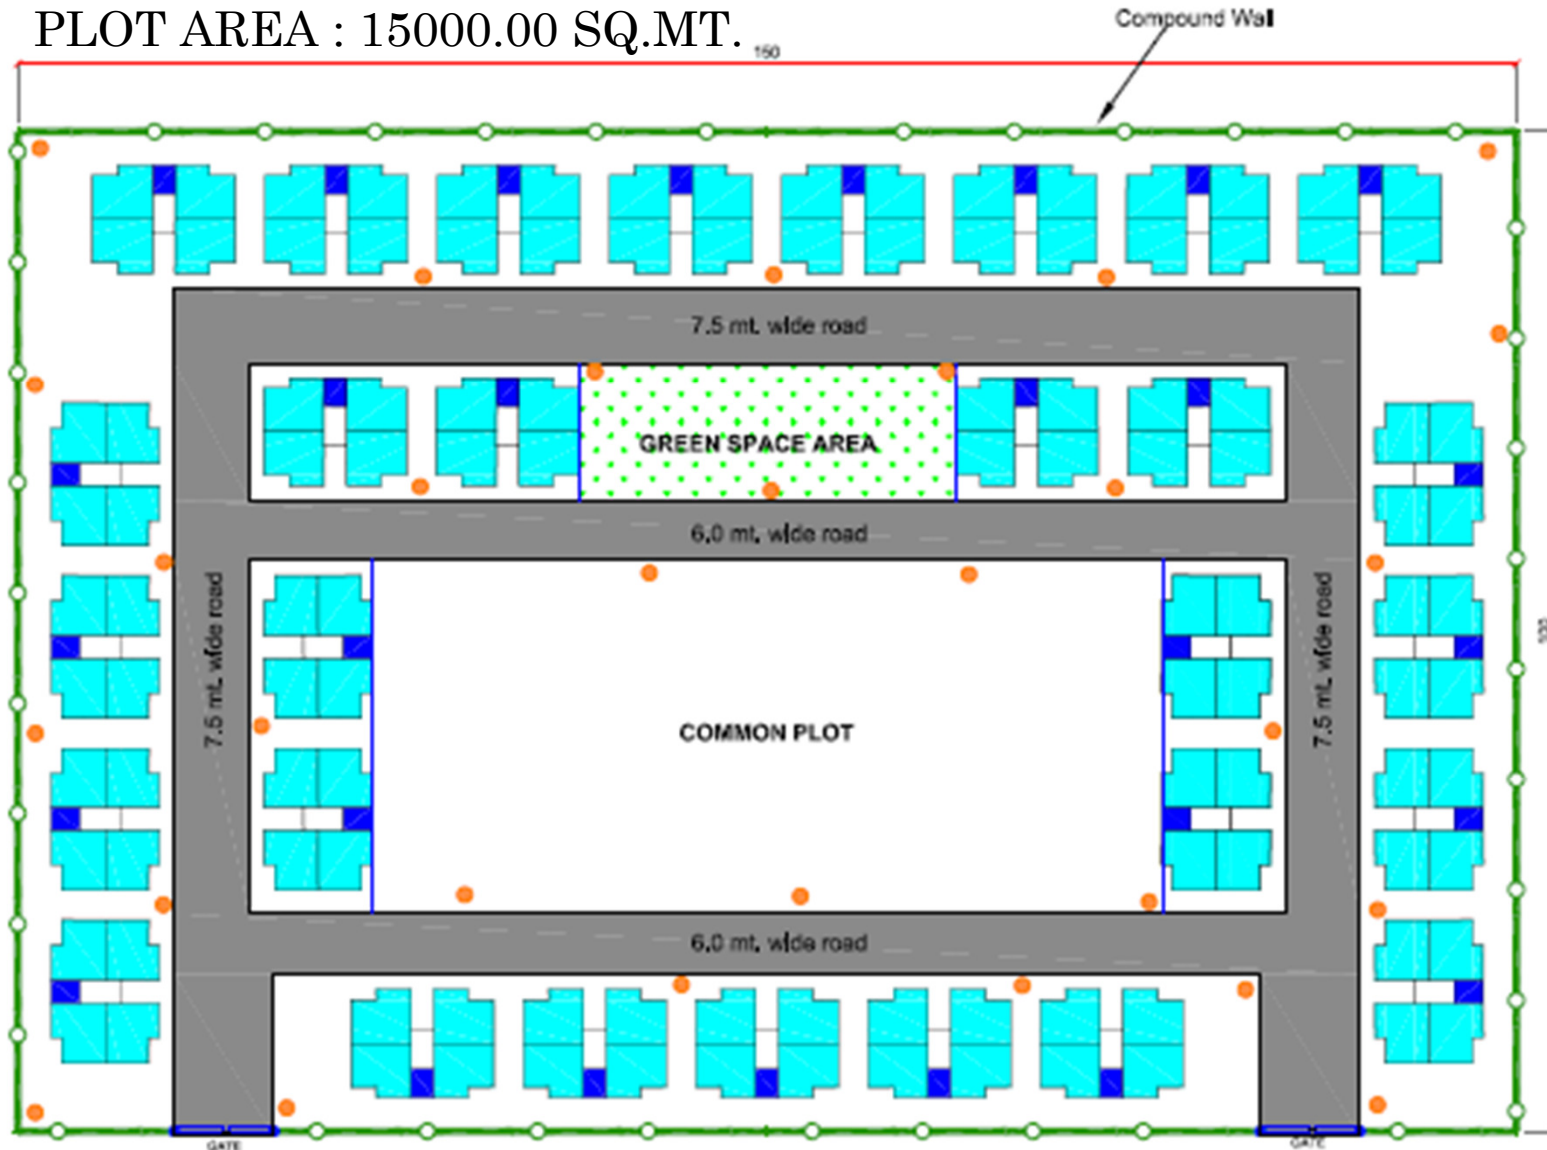 PLOT AREA : 15000.00 SQ.MT.
Compound Wall
150
7.5 mt. wide road
GREEN SPACE AREA
6.0 mt. wide road
7.5 mt. wide road
7.5 mt. wide road
COMMON PLOT
6.0 mt. wide road
GATE
GATE